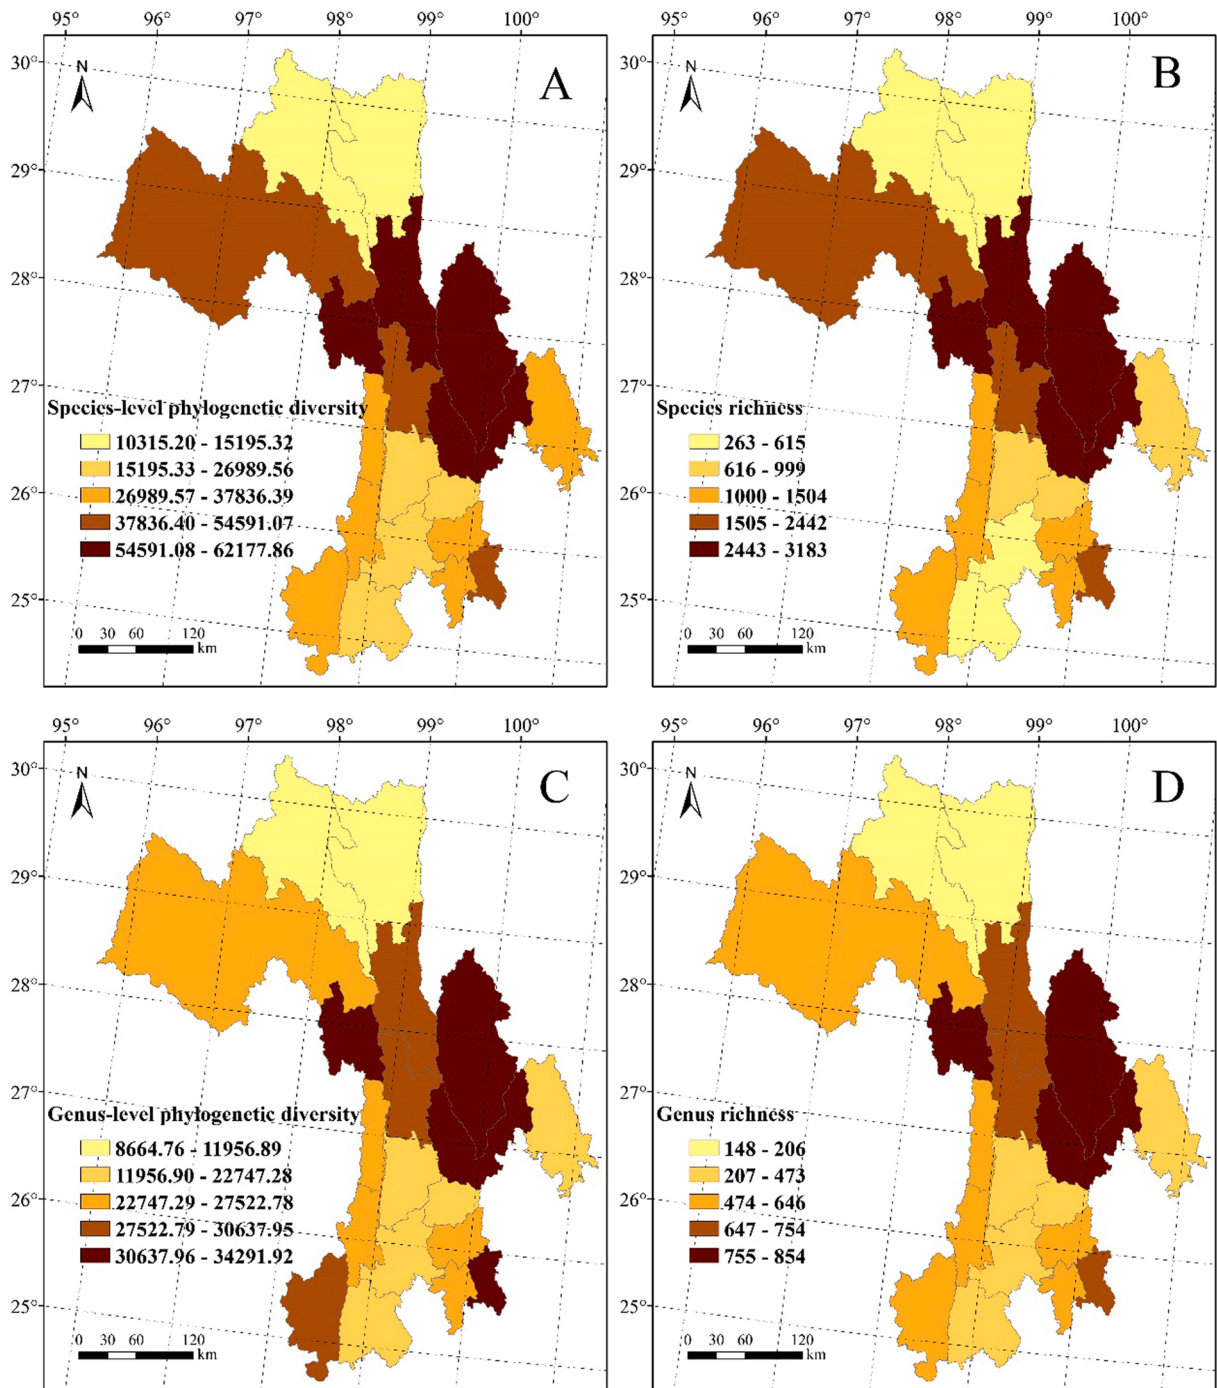 95° 96° 97° 98° 99° 100°
30°
29°
28°
27°
26°
25°
N
A
Species-level phylogenetic diversity
10315.20 - 15195.32
15195.33 - 26989.56
26989.57 - 37836.39
37836.40 - 54591.07
54591.08 - 62177.86
0 30 60 120
km
95° 96° 97° 98° 99° 100°
30°
29°
28°
27°
26°
25°
N
B
Species richness
263 - 615
616 - 999
1000 - 1504
1505 - 2442
2443 - 3183
0 30 60 120
km
95° 96° 97° 98° 99° 100°
30°
29°
28°
27°
26°
25°
N
C
Genus-level phylogenetic diversity
8664.76 - 11956.89
11956.90 - 22747.28
22747.29 - 27522.78
27522.79 - 30637.95
30637.96 - 34291.92
0 30 60 120
km
95° 96° 97° 98° 99° 100°
30°
29°
28°
27°
26°
25°
N
D
Genus richness
148 - 206
207 - 473
474 - 646
647 - 754
755 - 854
0 30 60 120
km